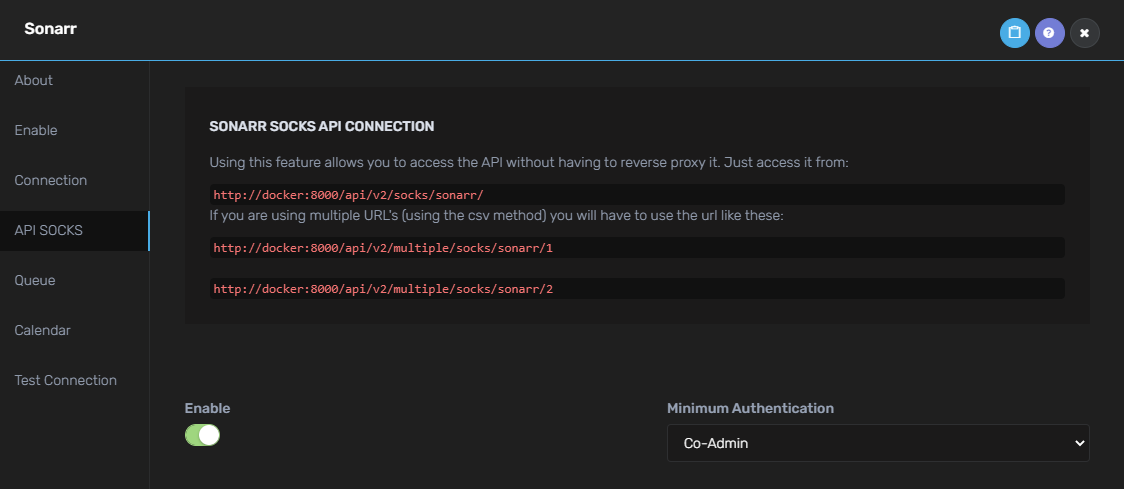 Sonarr
About
Enable
Connection
API SOCKS
Queue
Calendar
Test Connection
SONARR SOCKS API CONNECTION
Using this feature allows you to access the API without having to reverse proxy it. Just access it from:
http://docker:8000/api/v2/socks/sonarr/
If you are using multiple URL's (using the csv method) you will have to use the url like these:
http://docker:8000/api/v2/multiple/socks/sonarr/1
http://docker:8000/api/v2/multiple/socks/sonarr/2
Enable
Minimum Authentication
Co-Admin